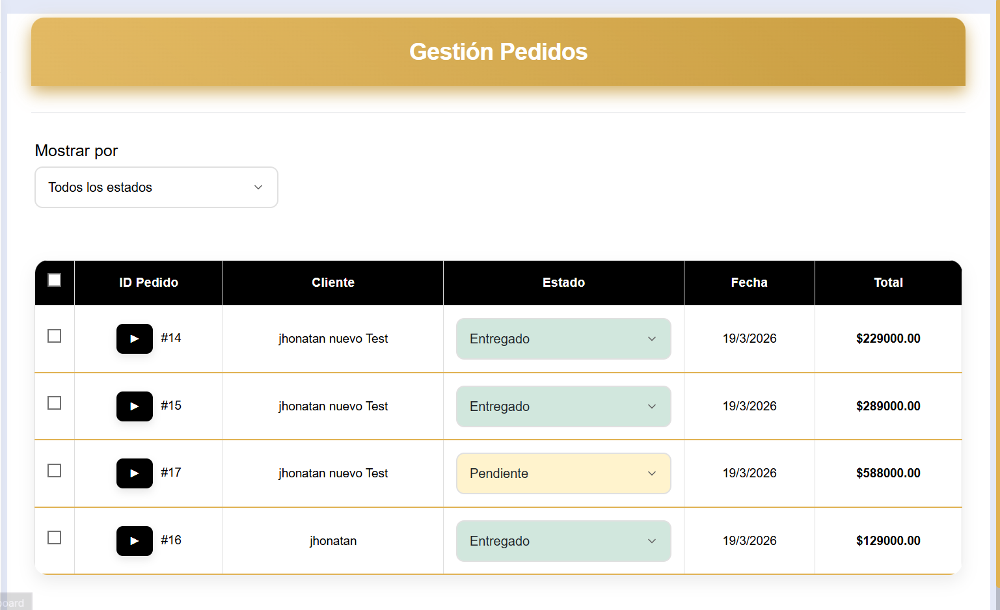 Gestión Pedidos
Mostrar por
Todos los estados
ID Pedido Cliente Estado Fecha Total
#14 jhonatan nuevo Test Entregado 19/3/2026 $229000.00
#15 jhonatan nuevo Test Entregado 19/3/2026 $289000.00
#17 jhonatan nuevo Test Pendiente 19/3/2026 $588000.00
#16 jhonatan Entregado 19/3/2026 $129000.00